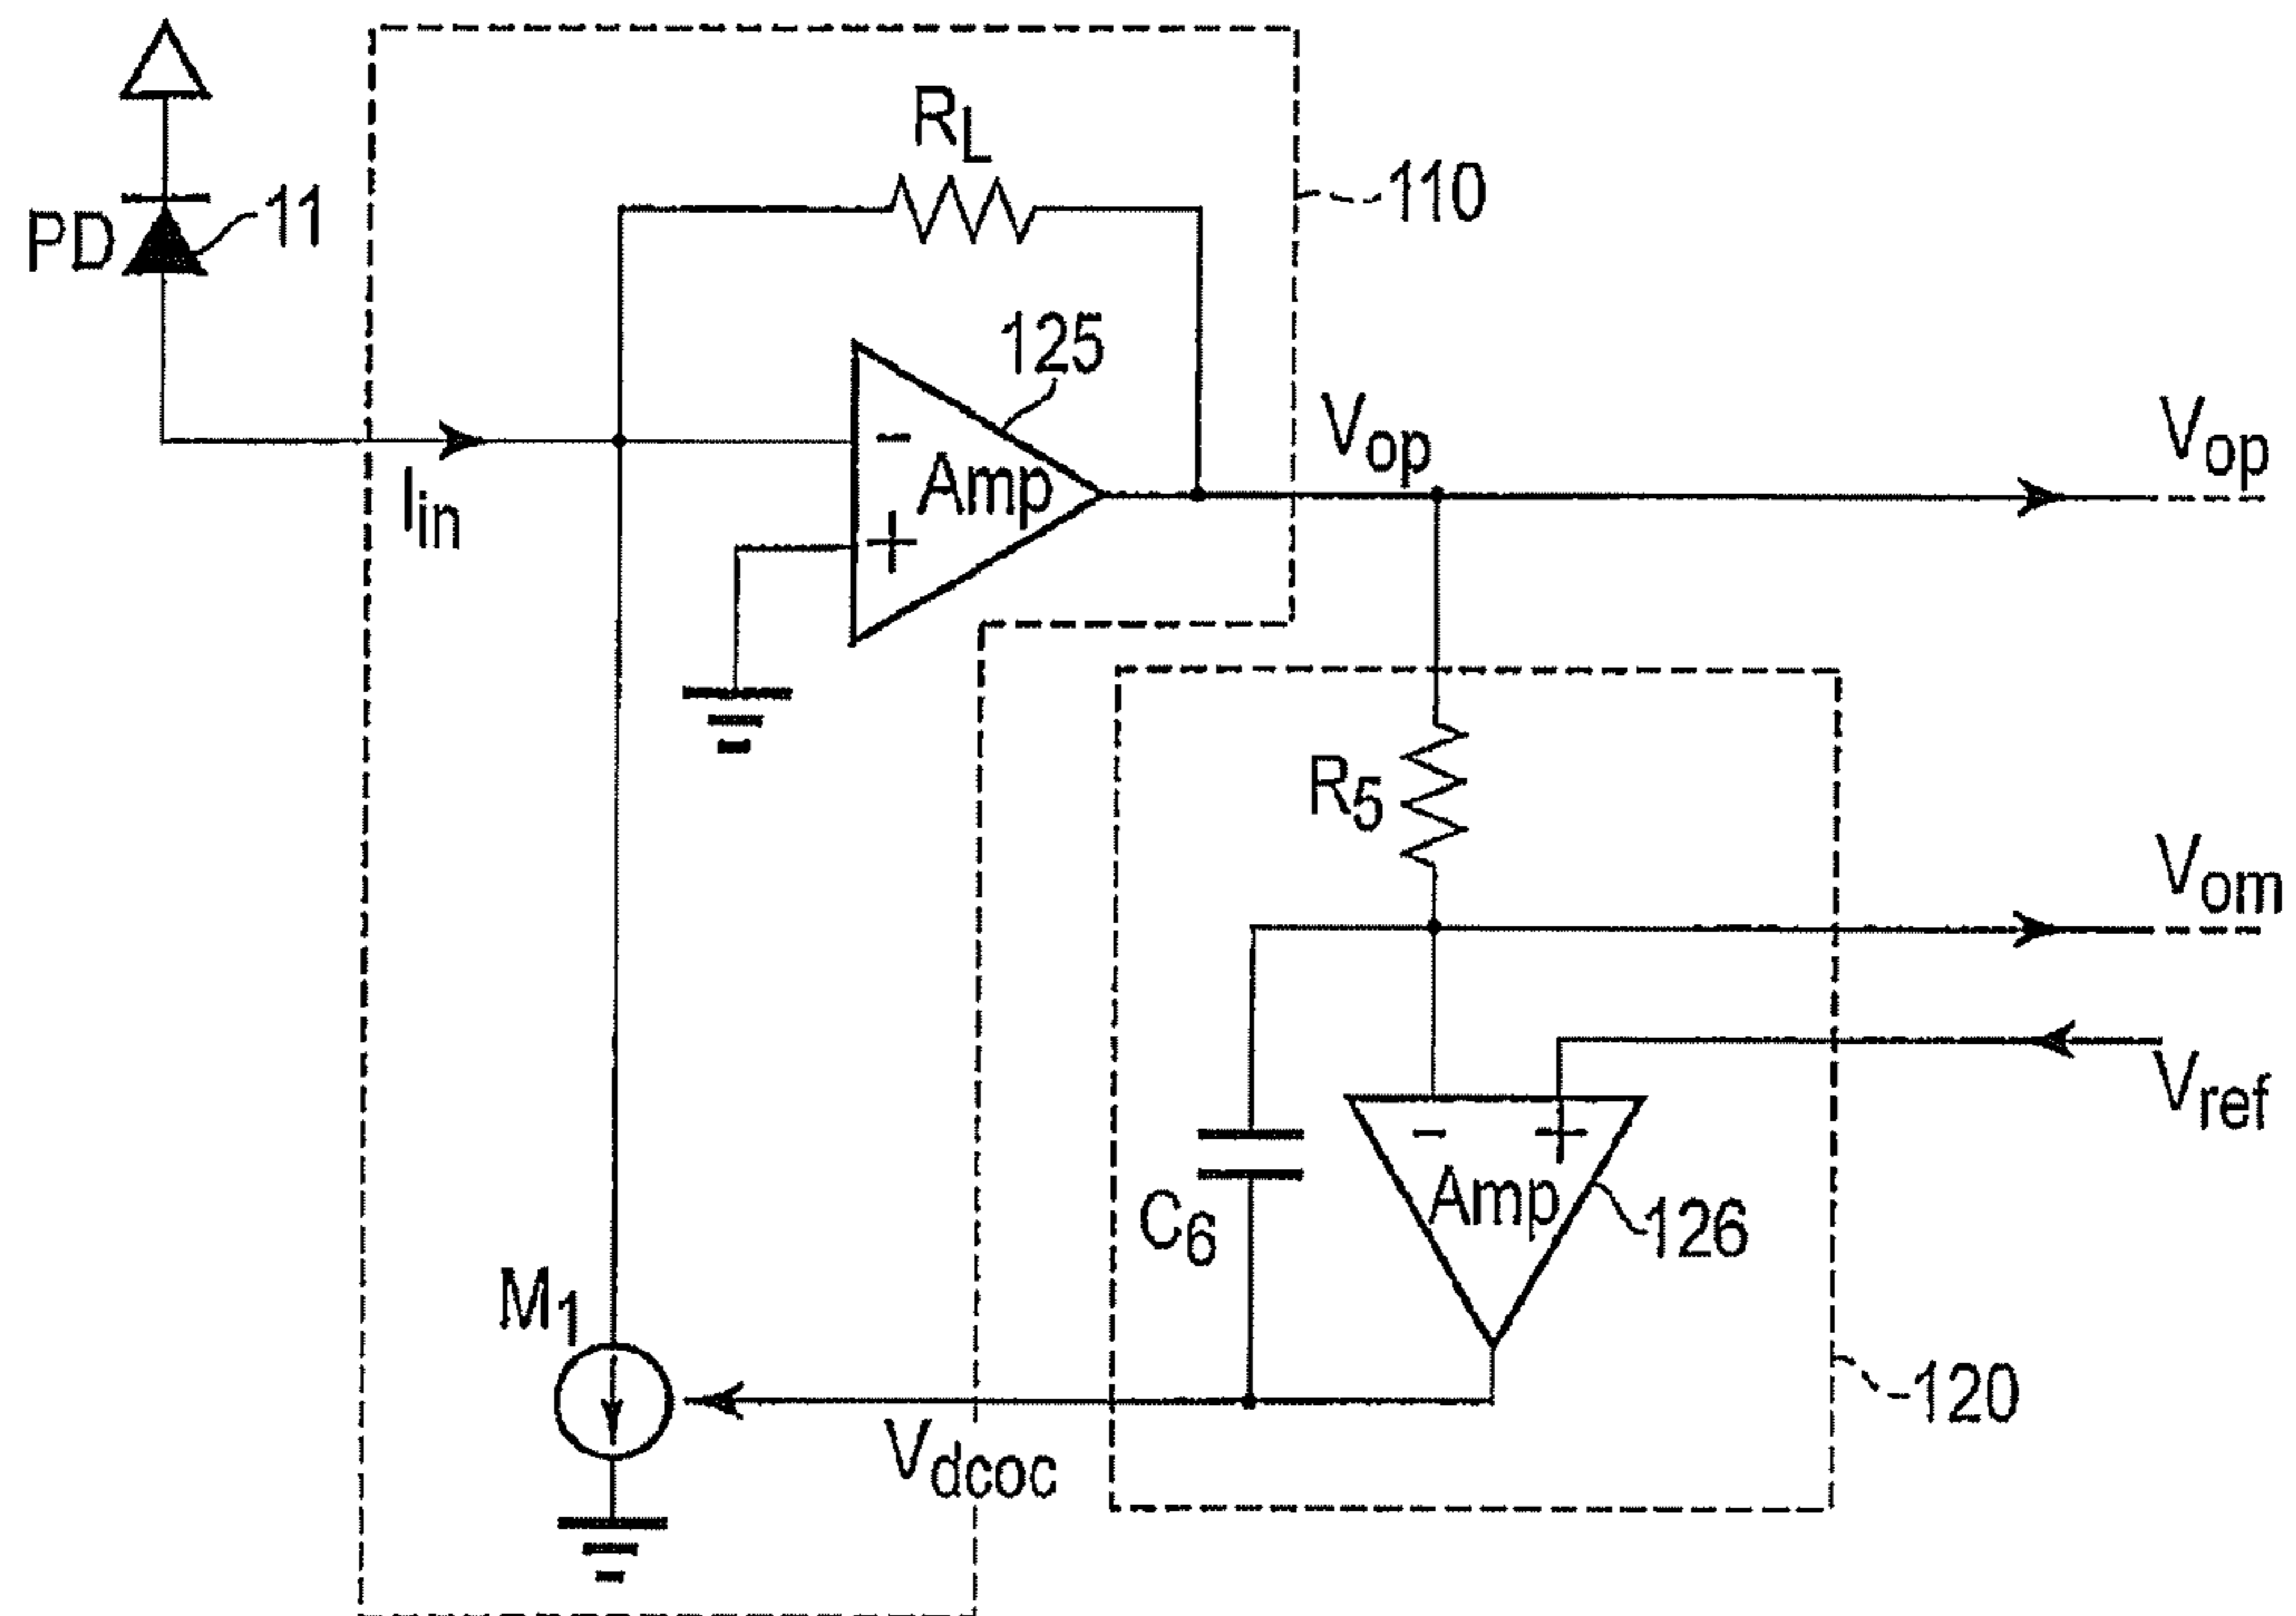 RL
110
PD
11
125
Vop
Vop
-
Amp
+
Iin
R5
Vom
Vref
-
+
Amp
C6
126
M1
120
Vdcoc